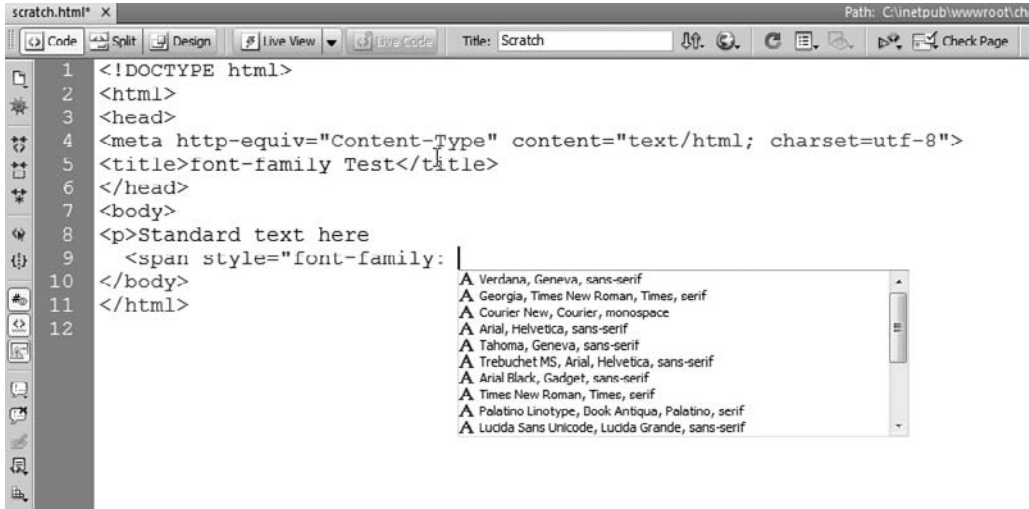 scratch.html* × Path: C:\inetpub\wwwroot\ch
Code Split Design Live View Live Code Title: Scratch Check Page
1 <!DOCTYPE html>
2 <html>
3 <head>
4 <meta http-equiv="Content-Type" content="text/html; charset=utf-8">
5 <title>font-family Test</title>
6 </head>
7 <body>
8 <p>Standard text here
9 <span style="font-family:
10 </body>
11 </html>
12
A Verdana, Geneva, sans-serif
A Georgia, Times New Roman, Times, serif
A Courier New, Courier, monospace
A Arial, Helvetica, sans-serif
A Tahoma, Geneva, sans-serif
A Trebuchet MS, Arial, Helvetica, sans-serif
A Arial Black, Gadget, sans-serif
A Times New Roman, Times, serif
A Palatino Linotype, Book Antiqua, Palatino, serif
A Lucida Sans Unicode, Lucida Grande, sans-serif